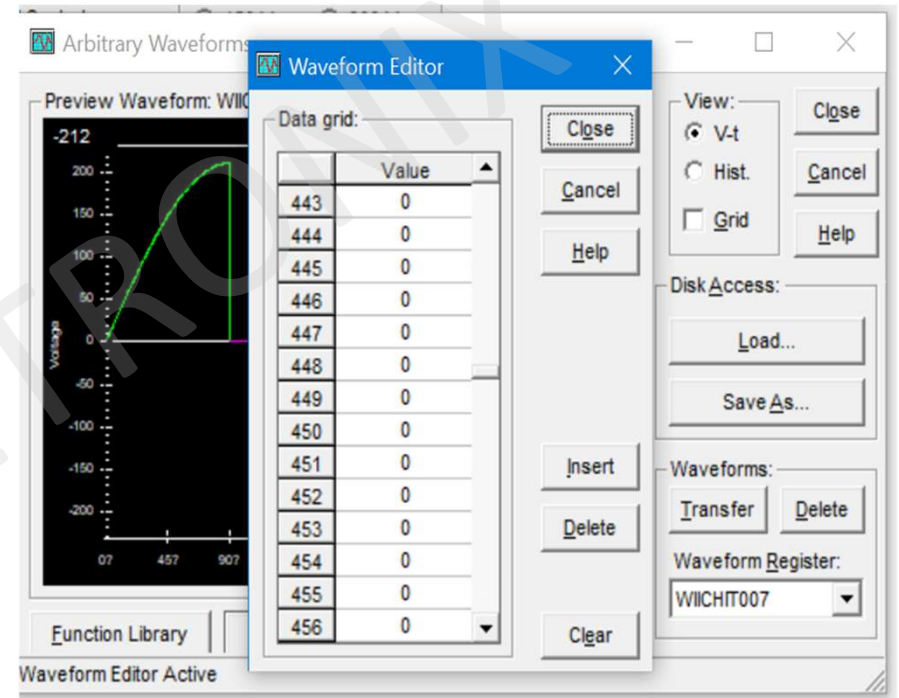 Arbitrary Waveforms
Waveform Editor
Preview Waveform: WIIC
-212
200
150
100
50
0
-50
-100
-150
-200
Voltage
0?
45?
90?
Data grid:
Value
443 0
444 0
445 0
446 0
447 0
448 0
449 0
450 0
451 0
452 0
453 0
454 0
455 0
456 0
Close
Cancel
Help
Insert
Delete
Clear
View:
V-t
Hist.
Grid
Close
Cancel
Help
Disk Access:
Load...
Save As...
Waveforms:
Transfer
Delete
Waveform Register:
WIICHIT007
Function Library
Waveform Editor Active
TRONIX